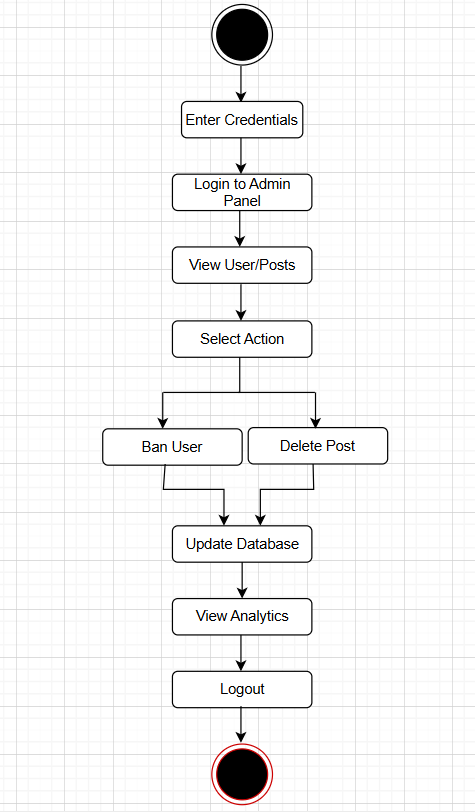 Enter Credentials
Login to Admin
Panel
View User/Posts
Select Action
Ban User
Delete Post
Update Database
View Analytics
Logout